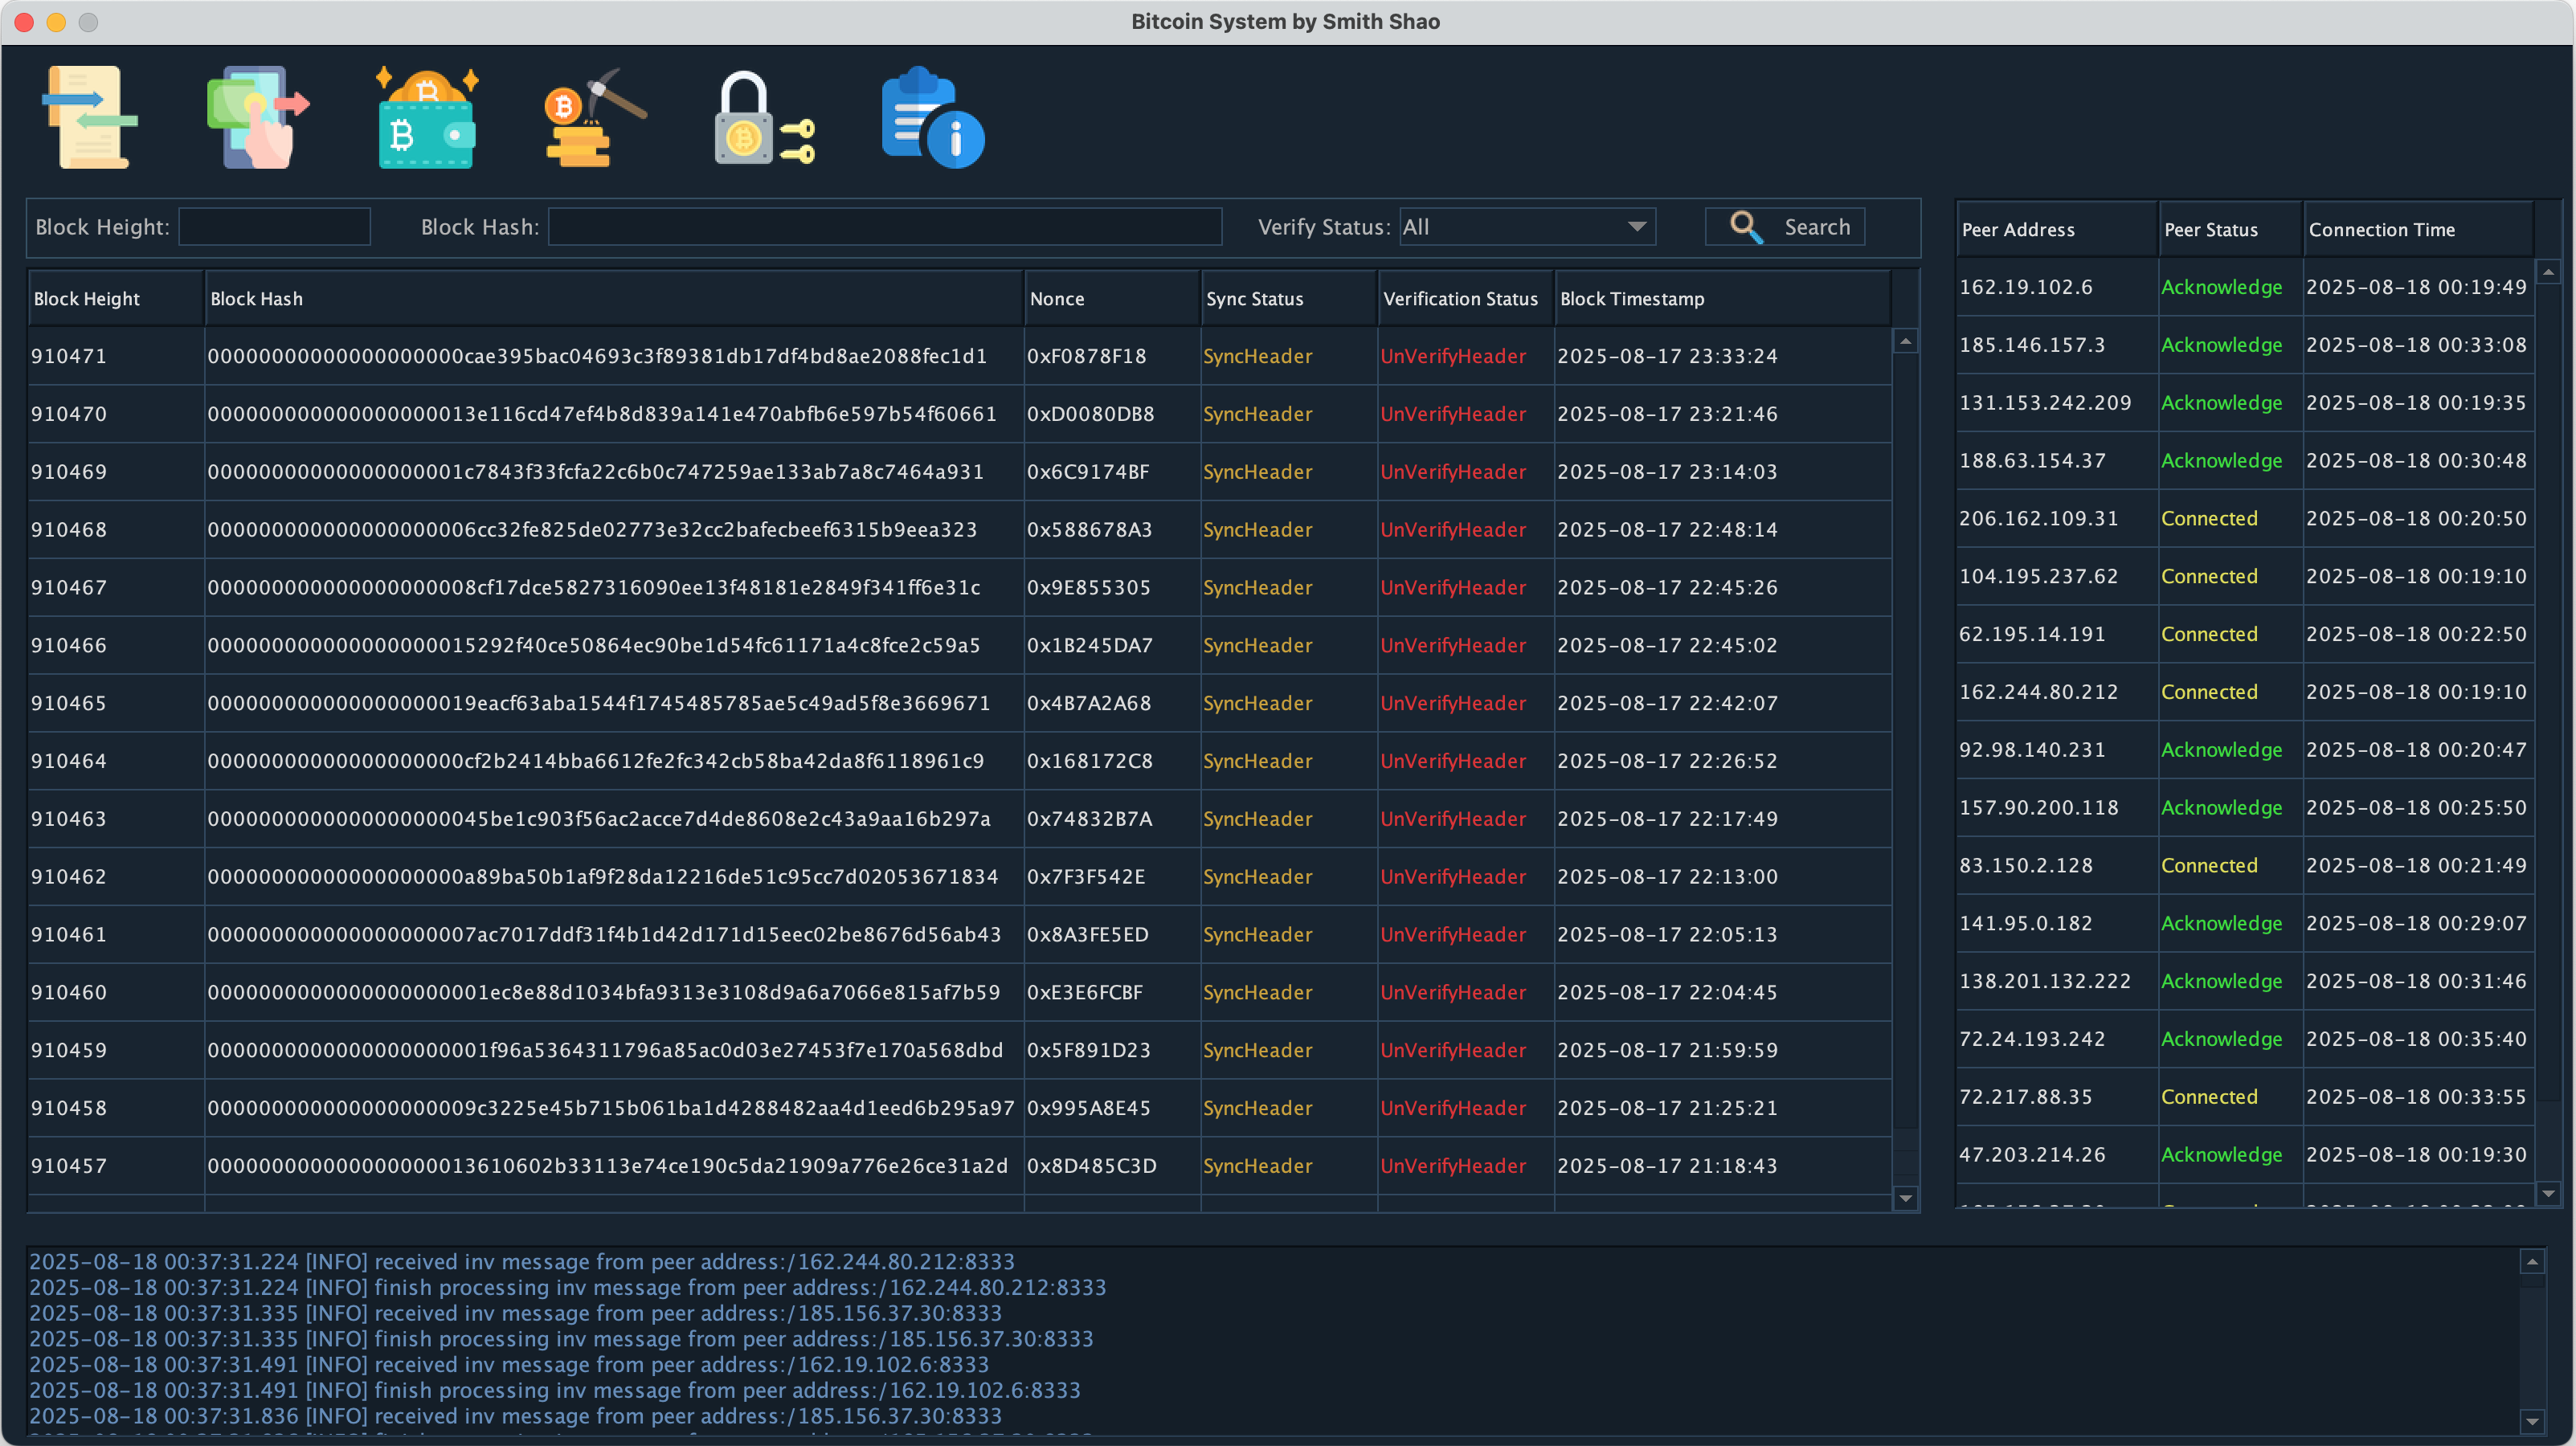 Bitcoin System by Smith Shao
Block Height: Block Hash: Verify Status: All Search
Block Height Block Hash Nonce Sync Status Verification Status Block Timestamp
910471 00000000000000000000cae395bac04693c3f89381db17df4bd8ae2088fec1d1 0xF0878F18 SyncHeader UnVerifyHeader 2025-08-17 23:33:24
910470 000000000000000000013e116cd47ef4b8d839a141e470abfb6e597b54f60661 0xD0080DB8 SyncHeader UnVerifyHeader 2025-08-17 23:21:46
910469 00000000000000000001c7843f33fcfa22c6b0c747259ae133ab7a8c7464a931 0x6C9174BF SyncHeader UnVerifyHeader 2025-08-17 23:14:03
910468 000000000000000000006cc32fe825de02773e32cc2bafecbeef6315b9eea323 0x588678A3 SyncHeader UnVerifyHeader 2025-08-17 22:48:14
910467 000000000000000000008cf17dce5827316090ee13f48181e2849f341ff6e31c 0x9E855305 SyncHeader UnVerifyHeader 2025-08-17 22:45:26
910466 000000000000000000015292f40ce50864ec90be1d54fc61171a4c8fce2c59a5 0x1B245DA7 SyncHeader UnVerifyHeader 2025-08-17 22:45:02
910465 000000000000000000019eacf63aba1544f1745485785ae5c49ad5f8e3669671 0x4B7A2A68 SyncHeader UnVerifyHeader 2025-08-17 22:42:07
910464 00000000000000000000cf2b2414bba6612fe2fc342cb58ba42da8f6118961c9 0x168172C8 SyncHeader UnVerifyHeader 2025-08-17 22:26:52
910463 0000000000000000000045be1c903f56ac2acce7d4de8608e2c43a9aa16b297a 0x74832B7A SyncHeader UnVerifyHeader 2025-08-17 22:17:49
910462 00000000000000000000a89ba50b1af9f28da12216de51c95cc7d02053671834 0x7F3F542E SyncHeader UnVerifyHeader 2025-08-17 22:13:00
910461 000000000000000000007ac7017ddf31f4b1d42d171d15eec02be8676d56ab43 0x8A3FE5ED SyncHeader UnVerifyHeader 2025-08-17 22:05:13
910460 000000000000000000001ec8e88d1034bfa9313e3108d9a6a7066e815af7b59 0xE3E6FCBF SyncHeader UnVerifyHeader 2025-08-17 22:04:45
910459 000000000000000000001f96a5364311796a85ac0d03e27453f7e170a568dbd 0x5F891D23 SyncHeader UnVerifyHeader 2025-08-17 21:59:59
910458 000000000000000000009c3225e45b715b061ba1d4288482aa4d1eed6b295a97 0x995A8E45 SyncHeader UnVerifyHeader 2025-08-17 21:25:21
910457 000000000000000000013610602b33113e74ce190c5da21909a776e26ce31a2d 0x8D485C3D SyncHeader UnVerifyHeader 2025-08-17 21:18:43
Peer Address Peer Status Connection Time
162.19.102.6 Acknowledge 2025-08-18 00:19:49
185.146.157.3 Acknowledge 2025-08-18 00:33:08
131.153.242.209 Acknowledge 2025-08-18 00:19:35
188.63.154.37 Acknowledge 2025-08-18 00:30:48
206.162.109.31 Connected 2025-08-18 00:20:50
104.195.237.62 Connected 2025-08-18 00:19:10
62.195.14.191 Connected 2025-08-18 00:22:50
162.244.80.212 Connected 2025-08-18 00:19:10
92.98.140.231 Acknowledge 2025-08-18 00:20:47
157.90.200.118 Acknowledge 2025-08-18 00:25:50
83.150.2.128 Connected 2025-08-18 00:21:49
141.95.0.182 Acknowledge 2025-08-18 00:29:07
138.201.132.222 Acknowledge 2025-08-18 00:31:46
72.24.193.242 Acknowledge 2025-08-18 00:35:40
72.217.88.35 Connected 2025-08-18 00:33:55
47.203.214.26 Acknowledge 2025-08-18 00:19:30
2025-08-18 00:37:31.224 [INFO] received inv message from peer address:/162.244.80.212:8333
2025-08-18 00:37:31.224 [INFO] finish processing inv message from peer address:/162.244.80.212:8333
2025-08-18 00:37:31.335 [INFO] received inv message from peer address:/185.156.37.30:8333
2025-08-18 00:37:31.335 [INFO] finish processing inv message from peer address:/185.156.37.30:8333
2025-08-18 00:37:31.491 [INFO] received inv message from peer address:/162.19.102.6:8333
2025-08-18 00:37:31.491 [INFO] finish processing inv message from peer address:/162.19.102.6:8333
2025-08-18 00:37:31.836 [INFO] received inv message from peer address:/185.156.37.30:8333